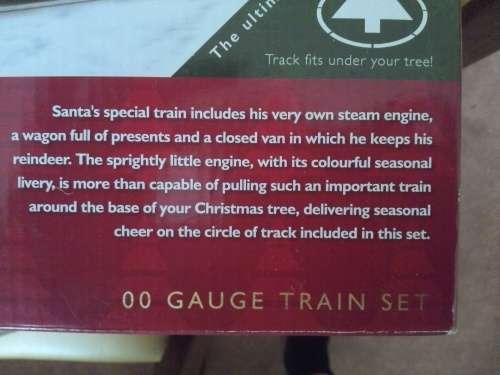 The ultim
Track fits under your tree!
Santa's special train includes his very own steam engine,
a wagon full of presents and a closed van in which he keeps his
reindeer. The sprightly little engine, with its colourful seasonal
livery, is more than capable of pulling such an important train
around the base of your Christmas tree, delivering seasonal
cheer on the circle of track included in this set.
00 GAUGE TRAIN SET